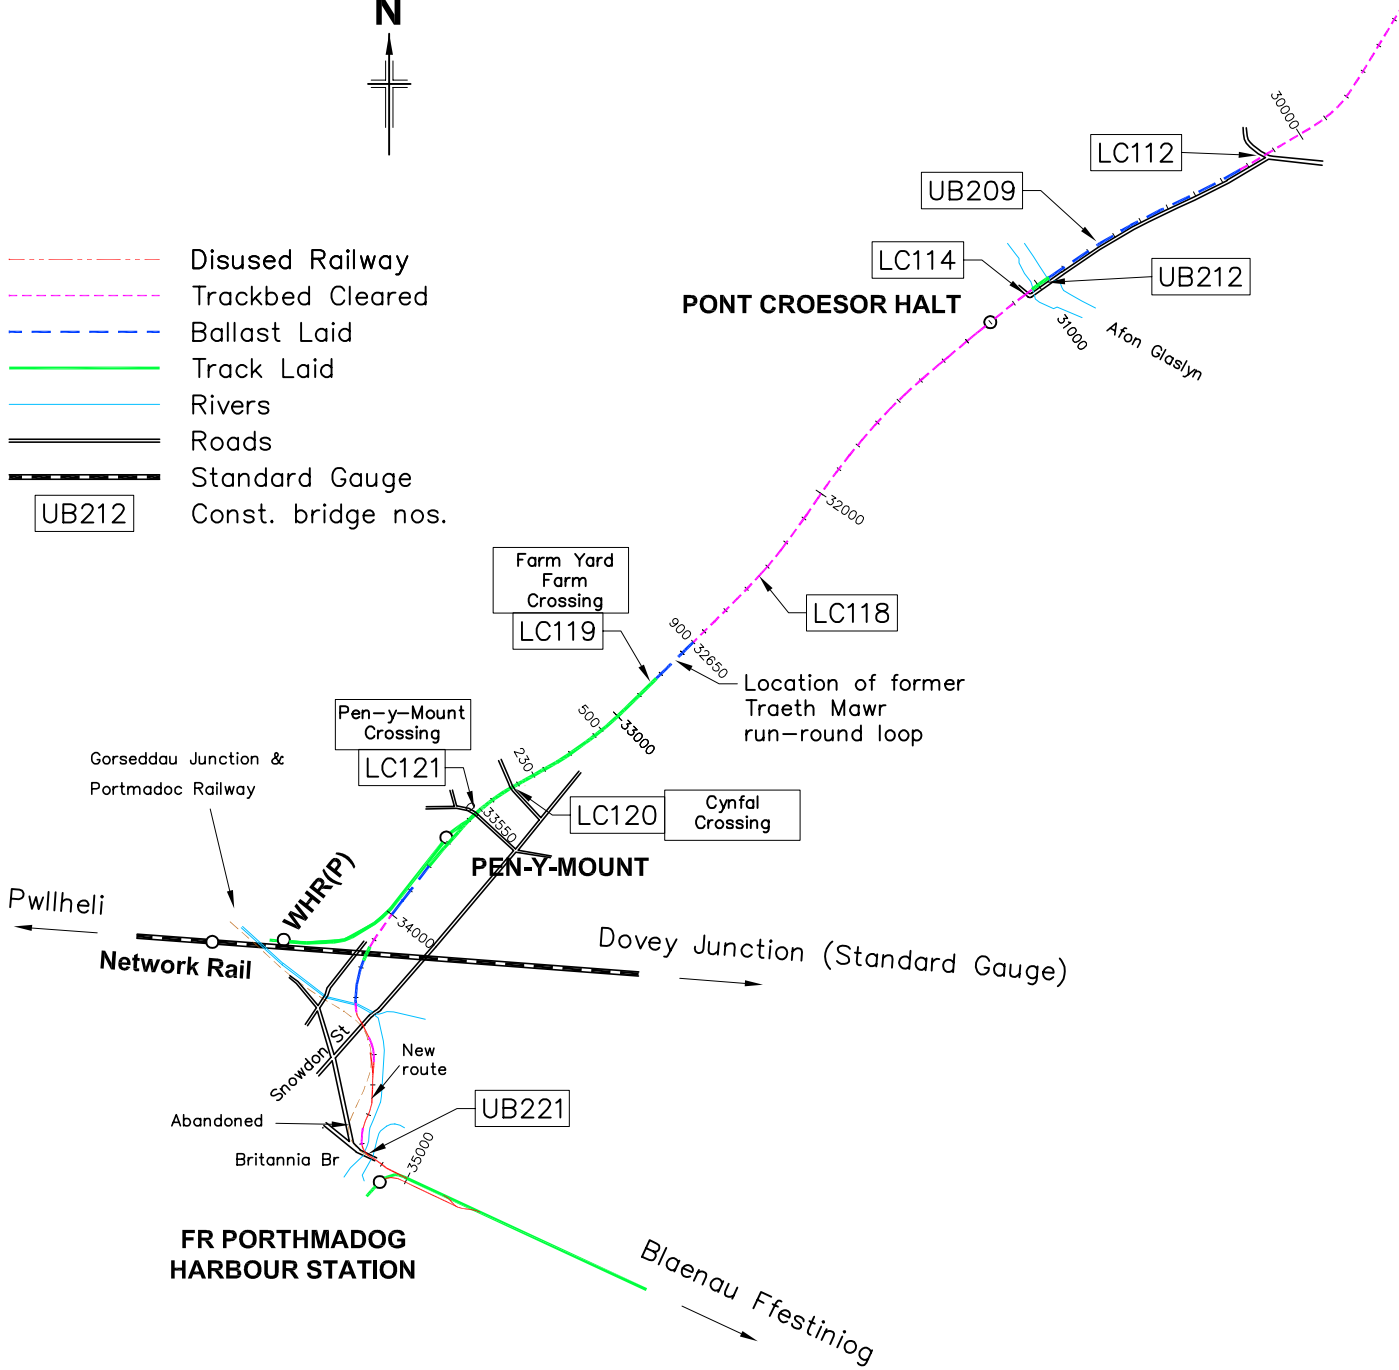 N
30000
LC112
UB209
LC114
UB212
PONT CROESOR HALT
31000
Afon Glaslyn
Disused Railway
Trackbed Cleared
Ballast Laid
Track Laid
Rivers
Roads
Standard Gauge
UB212
Const. bridge nos.
32000
Farm Yard
Farm
Crossing
LC119
LC118
900
32650
Location of former
Traeth Mawr
run-round loop
Pen-y-Mount
Crossing
LC121
500
33000
230
Gorseddau Junction &
Portmadoc Railway
LC120
Cynfal
Crossing
33550
PEN-Y-MOUNT
WHR(P)
Pwllheli
34000
Network Rail
Dovey Junction (Standard Gauge)
Snowdon St
New
route
Abandoned
UB221
Britannia Br
35000
FR PORTHMADOG
HARBOUR STATION
Blaenau Ffestiniog